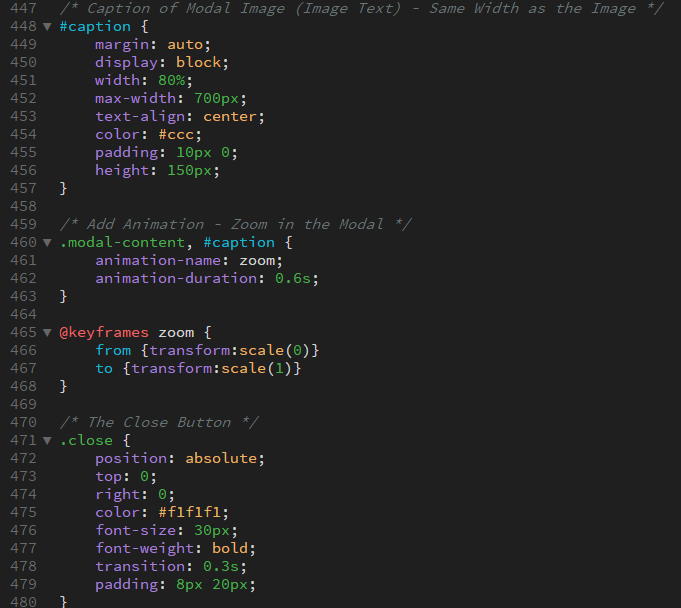 447 /* Caption of Modal Image (Image Text) - Same Width as the Image */
448 #caption {
449 margin: auto;
450 display: block;
451 width: 80%;
452 max-width: 700px;
453 text-align: center;
454 color: #ccc;
455 padding: 10px 0;
456 height: 150px;
457 }
458
459 /* Add Animation - Zoom in the Modal */
460 .modal-content, #caption {
461 animation-name: zoom;
462 animation-duration: 0.6s;
463 }
464
465 @keyframes zoom {
466 from {transform:scale(0)}
467 to {transform:scale(1)}
468 }
469
470 /* The Close Button */
471 .close {
472 position: absolute;
473 top: 0;
474 right: 0;
475 color: #f1f1f1;
476 font-size: 30px;
477 font-weight: bold;
478 transition: 0.3s;
479 padding: 8px 20px;
480 }